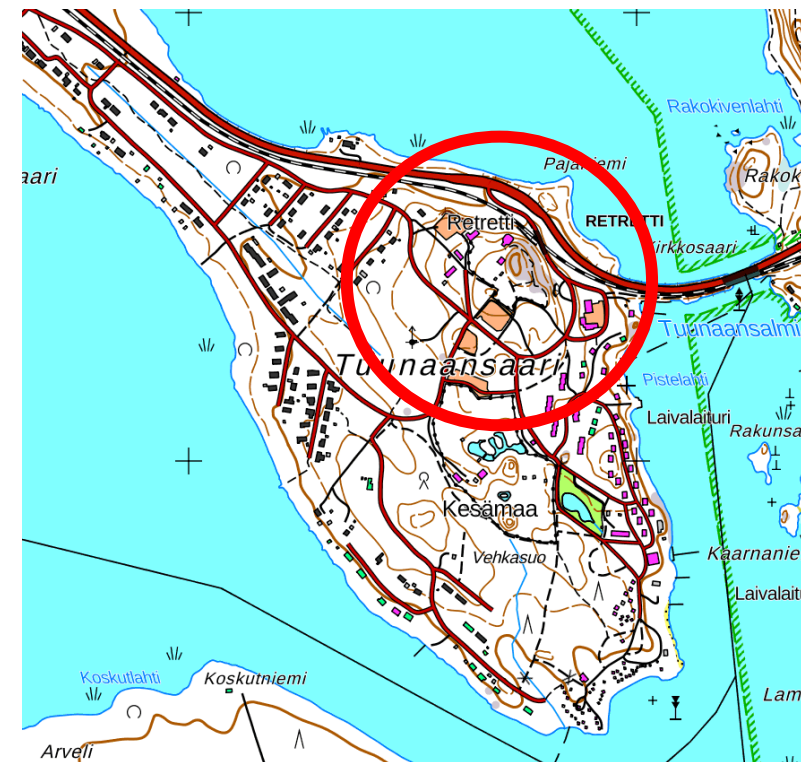 Rakokivenlahti
Pajaniemi
aari
Rakok
Retretti
RETRETTI
Kirkkosaari
Tuunaansalmi
Tuunaansaari
Pistelahti
Laivalaituri
Rakunsa
Kesämaa
Vehkasuo
Kaarnanie
Laivalaitu
Koskutlahti
Koskutniemi
Lam
Arveli